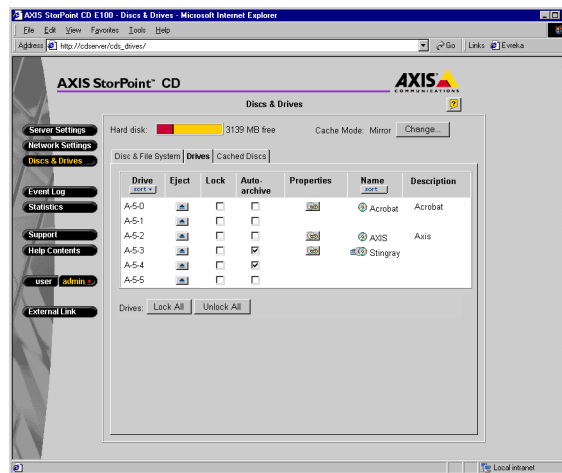 AXIS StorPoint CD E100 - Discs & Drives - Microsoft Internet Explorer
File Edit View Favorites Tools Help
Address http://cdserver/cds_drives/ Go Links Evreka
AXIS StorPoint™ CD
AXIS
COMMUNICATIONS
Discs & Drives
?
Server Settings
Network Settings
Discs & Drives
Event Log
Statistics
Support
Help Contents
user admin
External Link
Hard disk: 3139 MB free Cache Mode: Mirror Change...
Disc & File System Drives Cached Discs
Drive Eject Lock Auto-archive Properties Name Description
sort sort
A-5-0 Acrobat Acrobat
A-5-1
A-5-2 AXIS Axis
A-5-3 Stingray
A-5-4
A-5-5
Drives: Lock All Unlock All
Local intranet